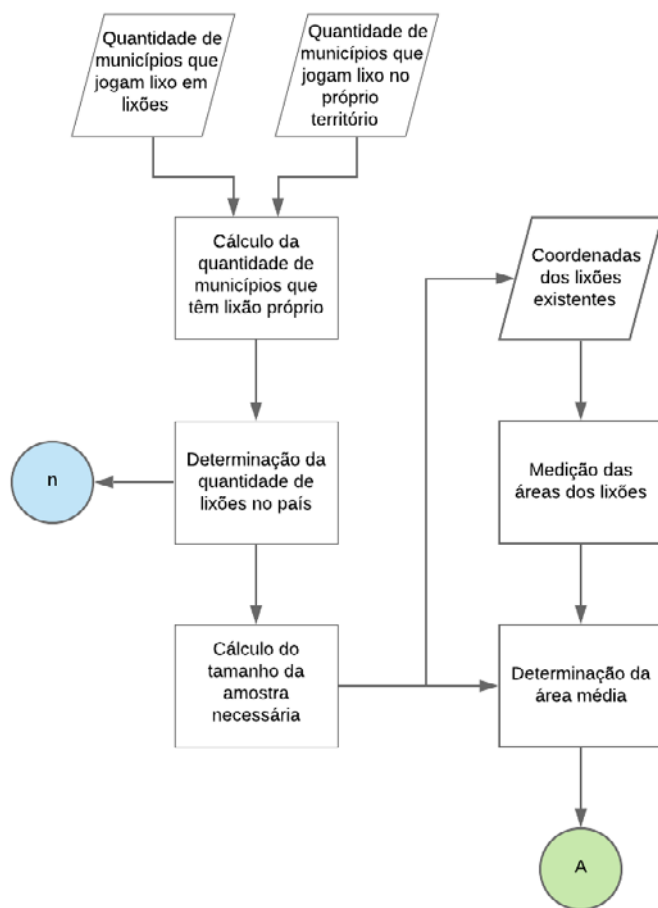 Quantidade de
municípios que
jogam lixo em
lixões
Quantidade de
municípios que
jogam lixo no
próprio
território
Cálculo da
quantidade de
municípios que
têm lixão próprio
Coordenadas
dos lixões
existentes
n
Determinação da
quantidade de
lixões no país
Medição das
áreas dos lixões
Cálculo do
tamanho da
amostra
necessária
Determinação da
área média
A